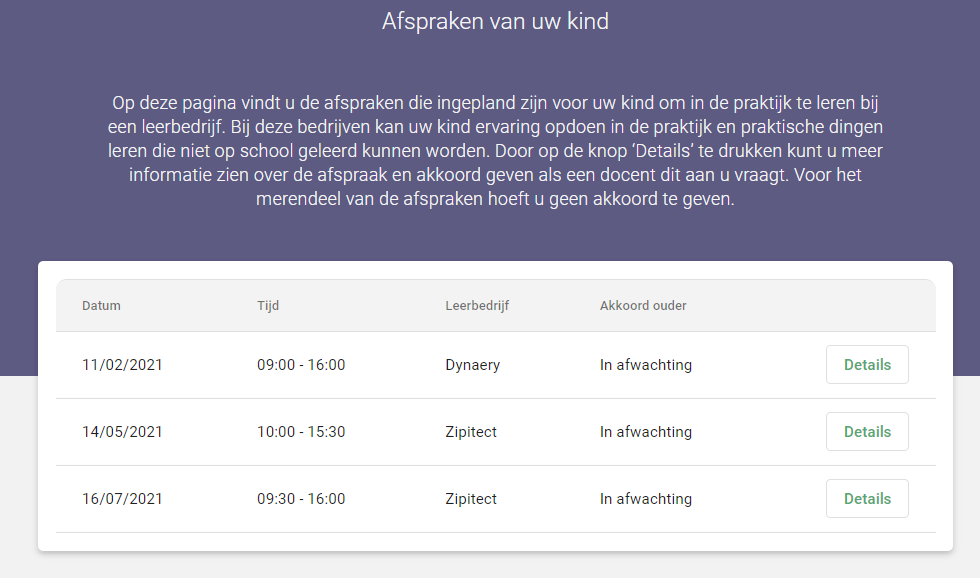 Afspraken van uw kind
Op deze pagina vindt u de afspraken die ingepland zijn voor uw kind om in de praktijk te leren bij
een leerbedrijf. Bij deze bedrijven kan uw kind ervaring opdoen in de praktijk en praktische dingen
leren die niet op school geleerd kunnen worden. Door op de knop ‘Details’ te drukken kunt u meer
informatie zien over de afspraak en akkoord geven als een docent dit aan u vraagt. Voor het
merendeel van de afspraken hoeft u geen akkoord te geven.
Datum Tijd Leerbedrijf Akkoord ouder
11/02/2021 09:00 - 16:00 Dynaery In afwachting Details
14/05/2021 10:00 - 15:30 Zipitect In afwachting Details
16/07/2021 09:30 - 16:00 Zipitect In afwachting Details